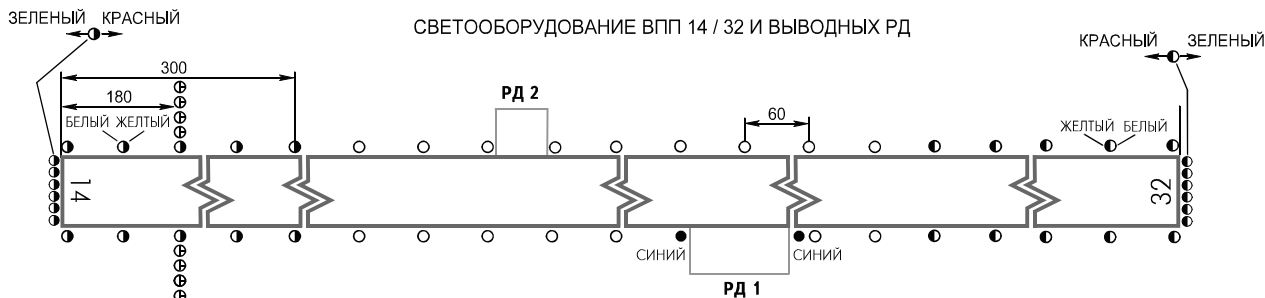 СВЕТООБОРУДОВАНИЕ ВПП 14 / 32 И ВЫВОДНЫХ РД
ЗЕЛЕНЫЙ КРАСНЫЙ
КРАСНЫЙ ЗЕЛЕНЫЙ
300
180
РД 2
60
БЕЛЫЙ ЖЕЛТЫЙ
ЖЕЛТЫЙ БЕЛЫЙ
14
32
СИНИЙ
СИНИЙ
РД 1